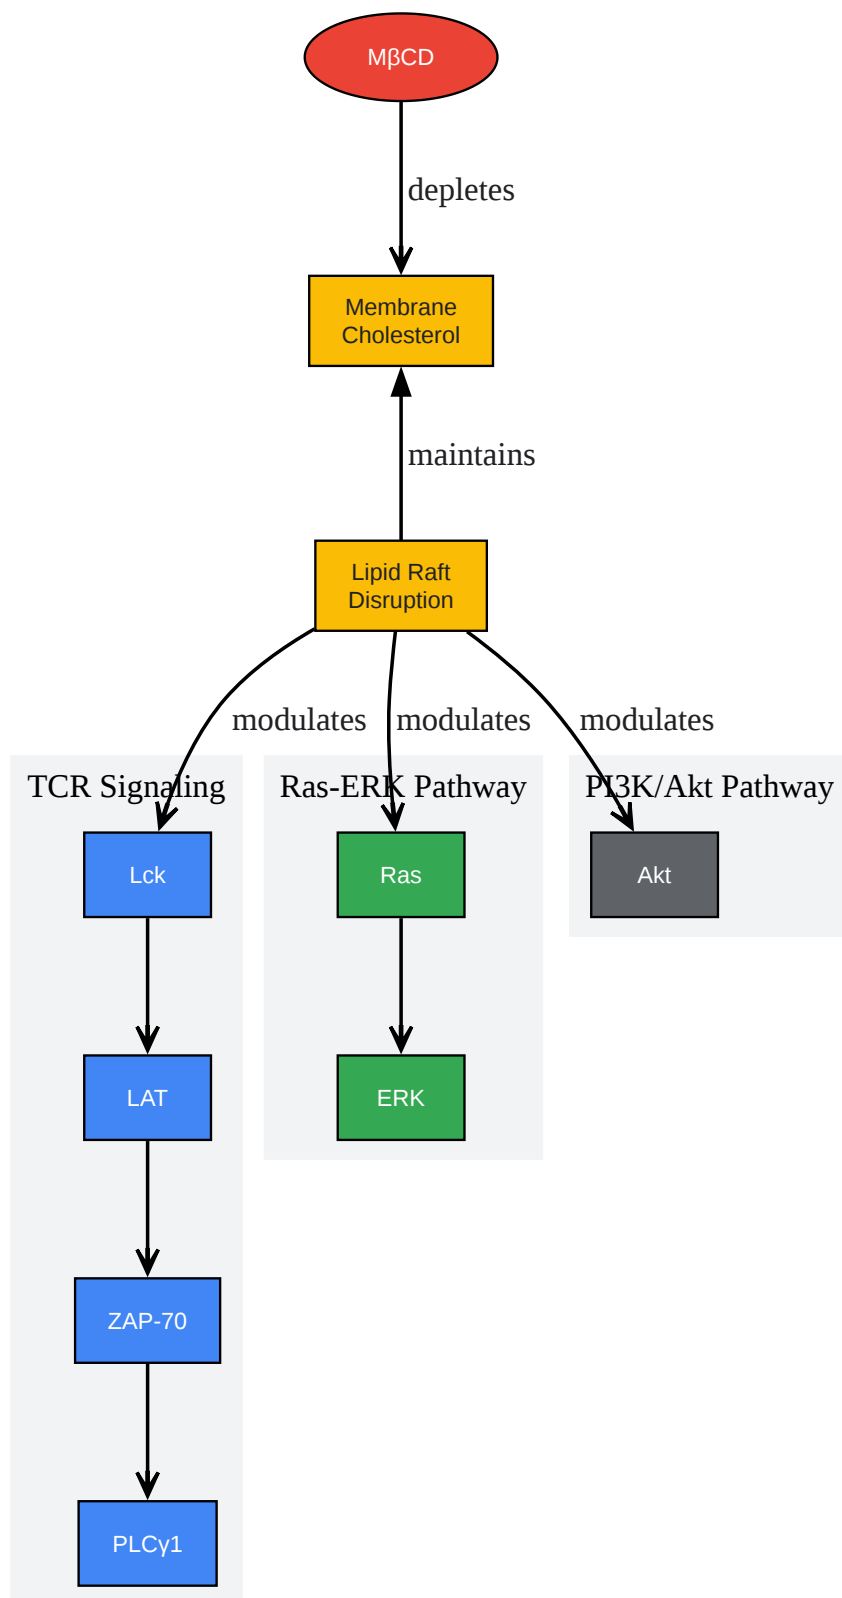 MβCD
depletes
Membrane
Cholesterol
maintains
Lipid Raft
Disruption
modulates
modulates
modulates
TCR Signaling
Ras-ERK Pathway
PI3K/Akt Pathway
Lck
Ras
Akt
LAT
ERK
ZAP-70
PLCγ1